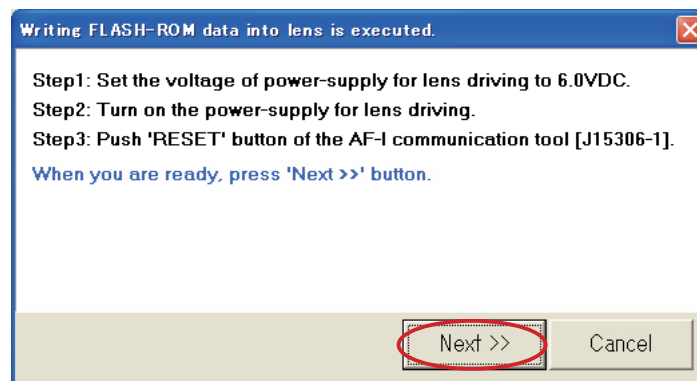 Writing FLASH-ROM data into lens is executed.
Step1: Set the voltage of power-supply for lens driving to 6.0VDC.
Step2: Turn on the power-supply for lens driving.
Step3: Push 'RESET' button of the AF-I communication tool [J15306-1].
When you are ready, press 'Next >>' button.
Next >> Cancel